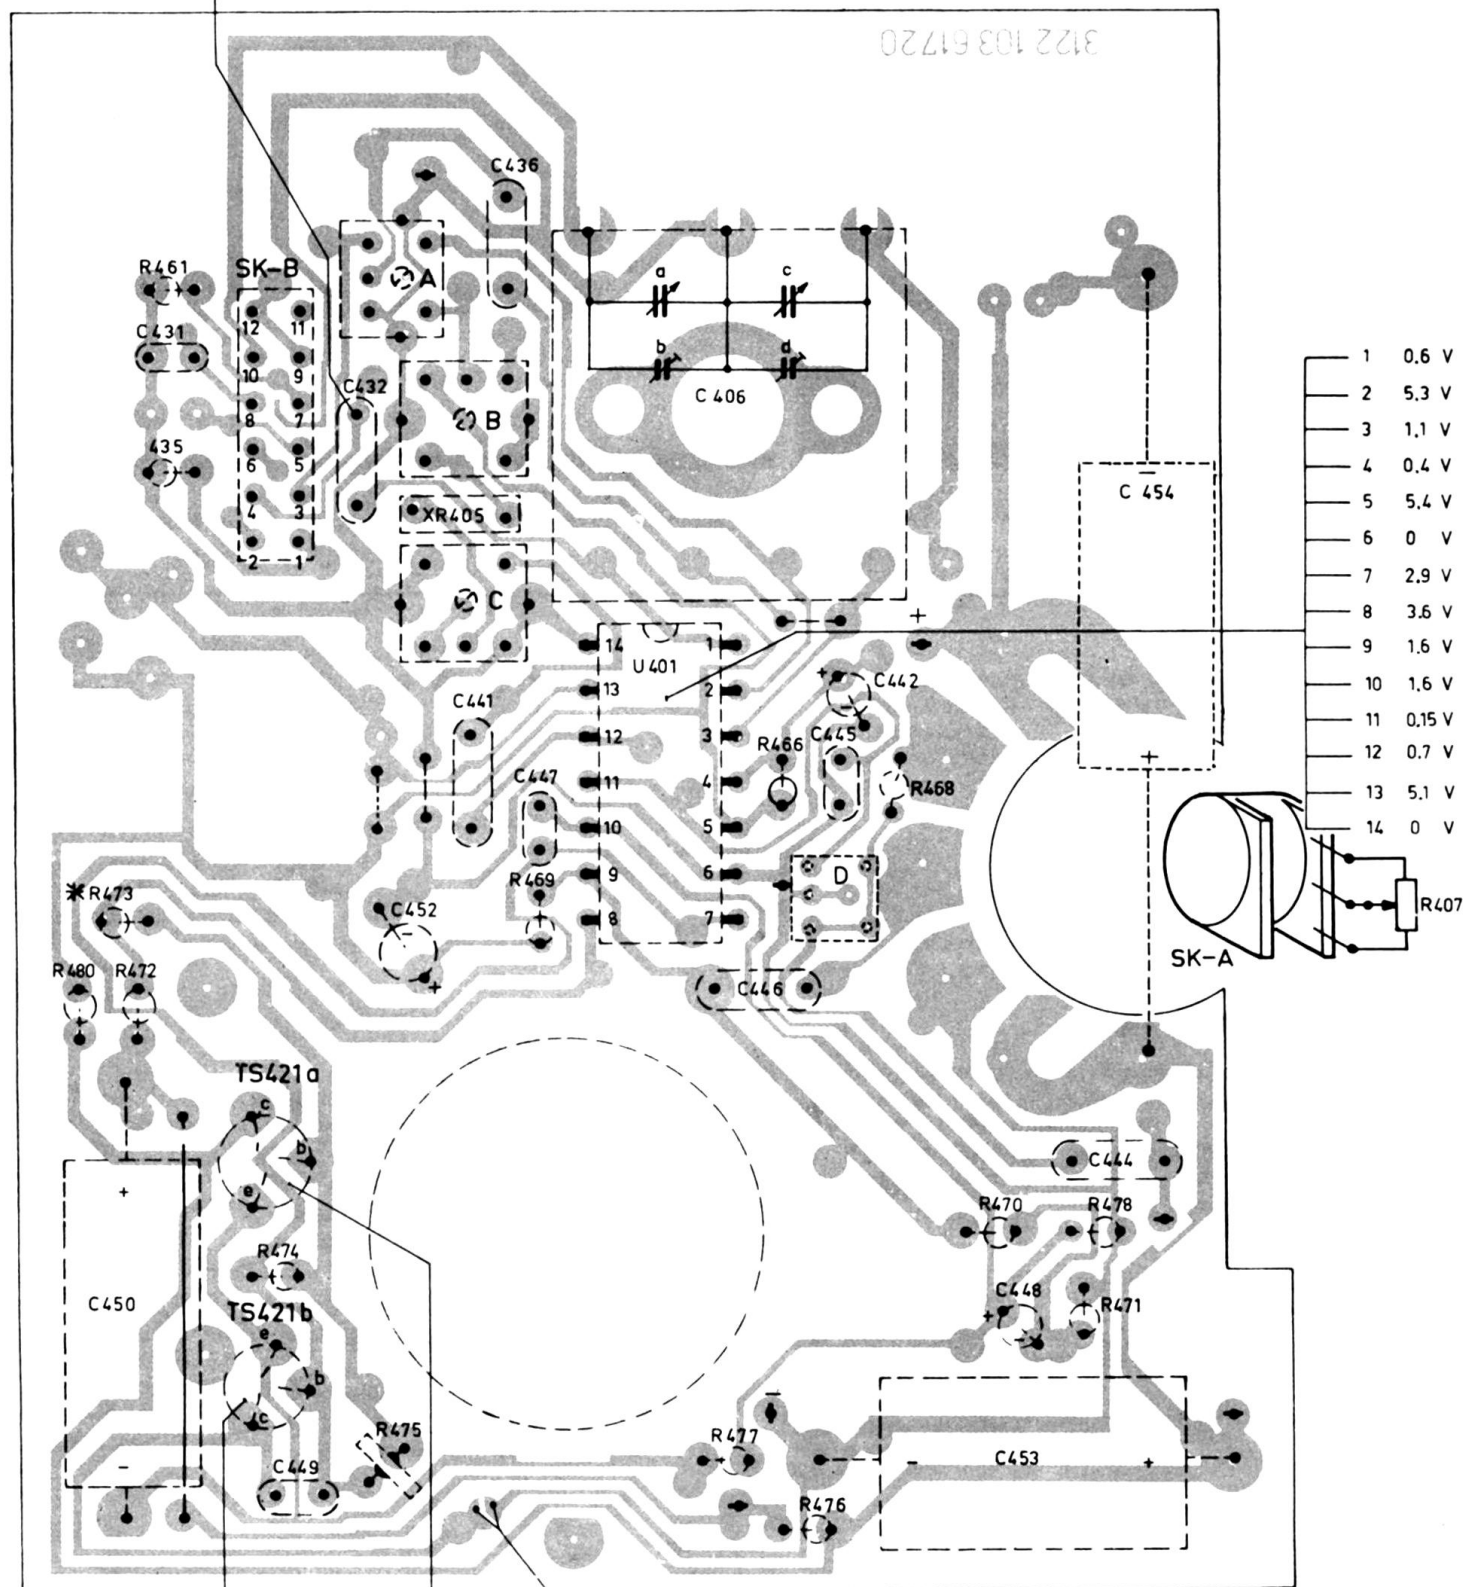 3122 103 61720
C436
R461
SK-B
A
12 11
C431
10 9
C432
8 7
B
435
6 5
4 3
XR405
2 1
C
a c
b d
C 406
C 454
−
+
1 0.6 V
2 5.3 V
3 1,1 V
4 0.4 V
5 5,4 V
6 0 V
7 2.9 V
8 3.6 V
9 1.6 V
10 1.6 V
11 0.15 V
12 0.7 V
13 5.1 V
14 0 V
14 1
U401
13 2
12 3
11 4
10 5
9 6
8 7
+
C442
C441
R466
C445
C447
R468
R469
D
R407
SK-A
R473
C452
+
R480
R472
C446
TS421a
c
b
e
C444
+
R470
R478
R474
C450
TS421b
e
b
c
C448
+
R471
R475
−
R477
−
C449
− C453 +
R476